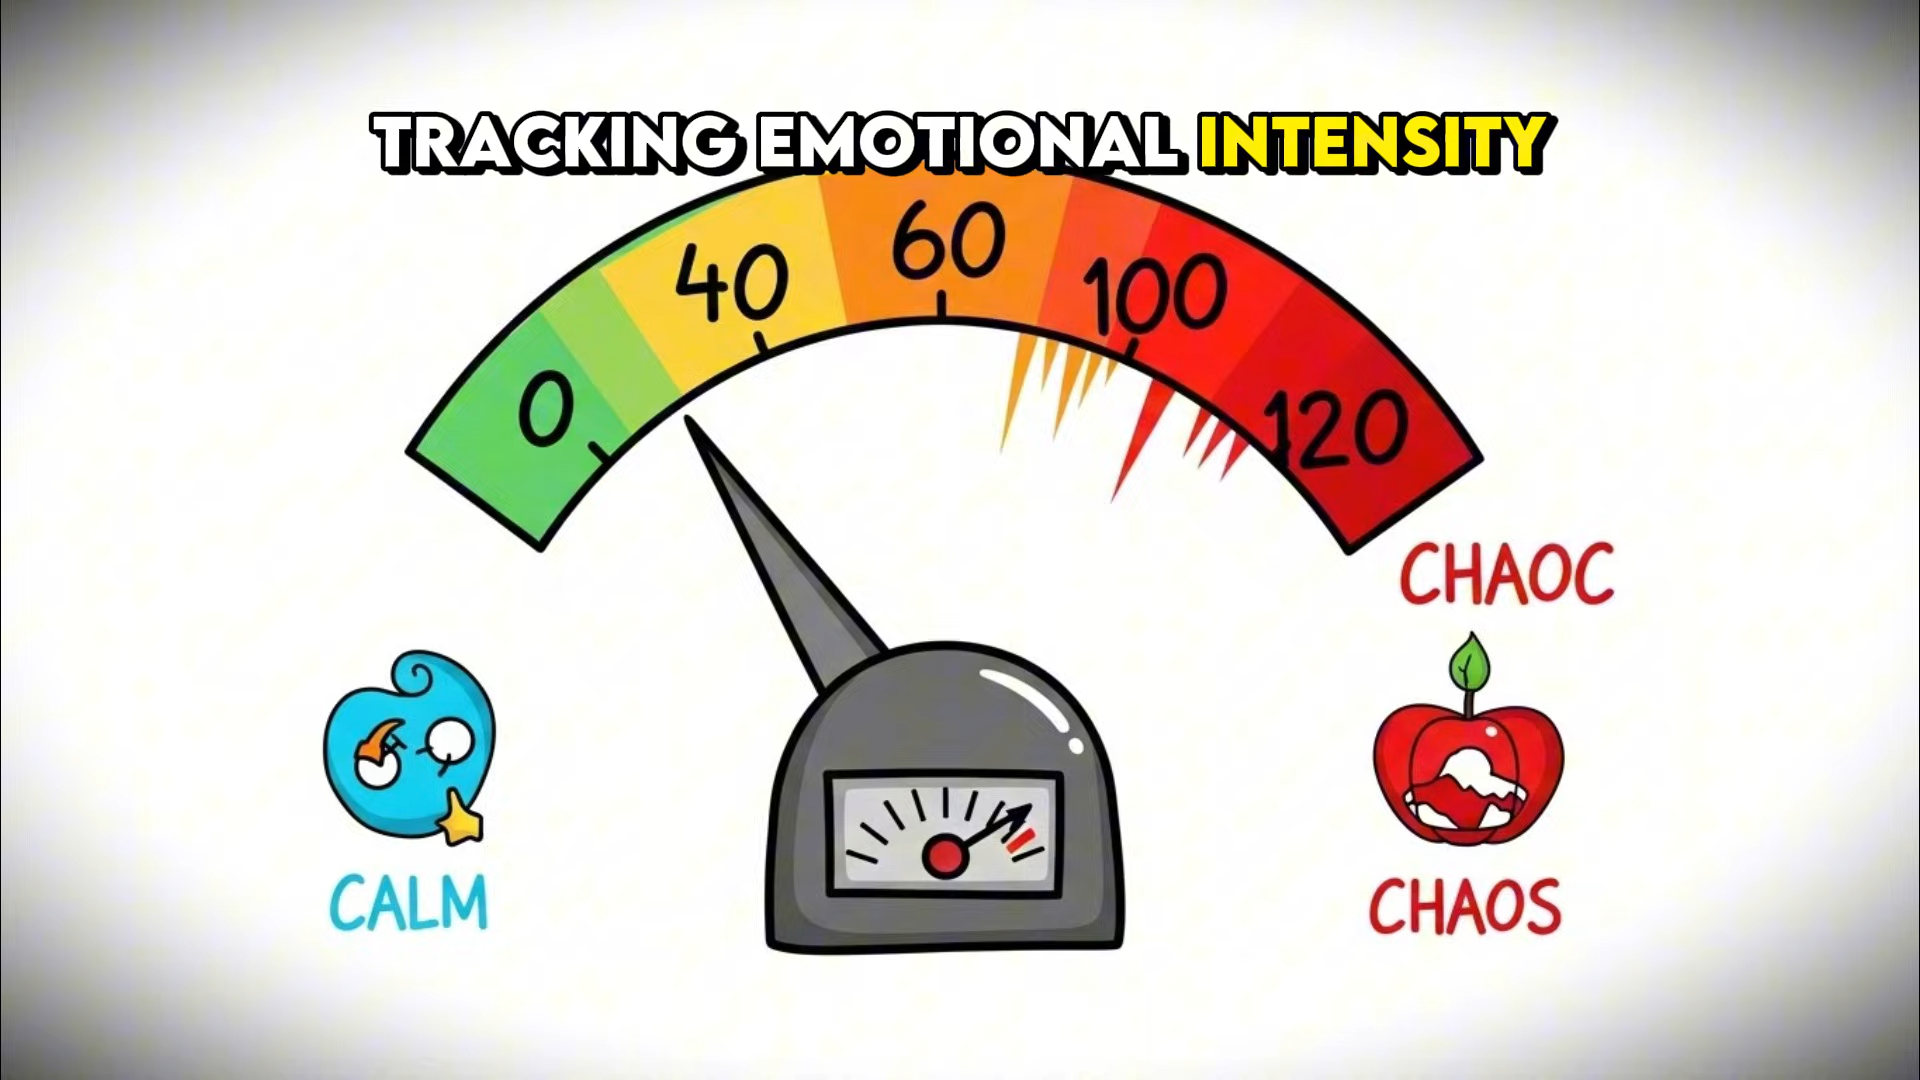 TRACKING EMOTIONAL INTENSITY
0 40 60 100 120
CHAOC
CALM
CHAOS